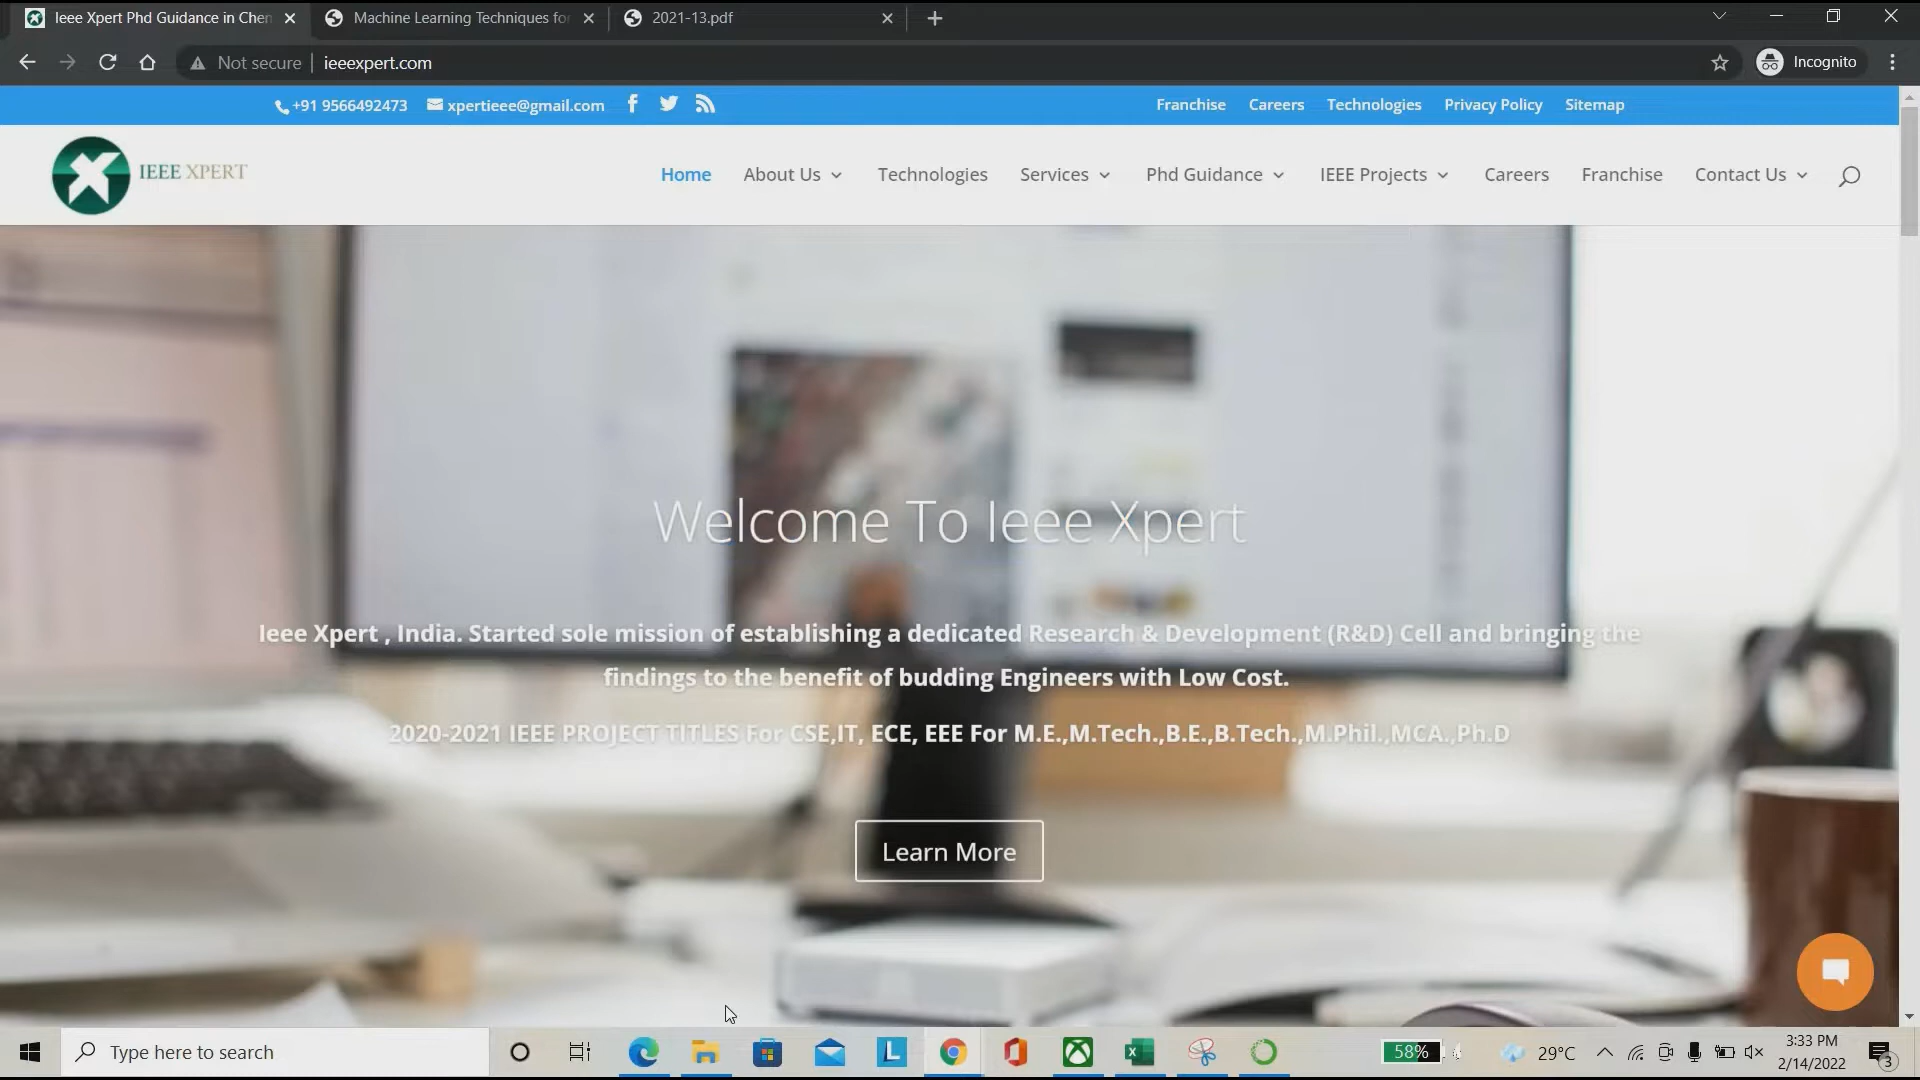 Ieee Xpert Phd Guidance in Chen
Machine Learning Techniques for
2021-13.pdf
Not secure
ieeexpert.com
Incognito
+91 9566492473
xpertieee@gmail.com
Franchise
Careers
Technologies
Privacy Policy
Sitemap
IEEE XPERT
Home
About Us
Technologies
Services
Phd Guidance
IEEE Projects
Careers
Franchise
Contact Us
Welcome To Ieee Xpert
Ieee Xpert , India. Started sole mission of establishing a dedicated Research & Development (R&D) Cell and bringing the
findings to the benefit of budding Engineers with Low Cost.
2020-2021 IEEE PROJECT TITLES For CSE,IT, ECE, EEE For M.E.,M.Tech.,B.E.,B.Tech.,M.Phil.,MCA.,Ph.D
Learn More
Type here to search
L
58%
29°C
3:33 PM
2/14/2022
3